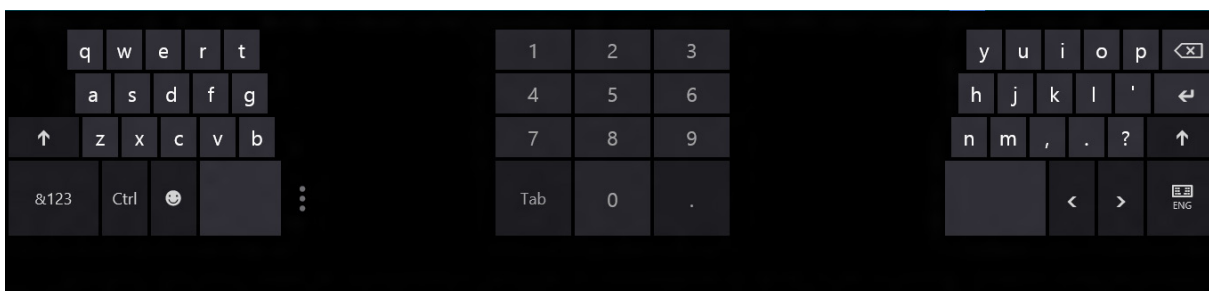 q w e r t 1 2 3 y u i o p
a s d f g 4 5 6 h j k l '
z x c v b 7 8 9 n m , . ?
&123 Ctrl Tab 0 . < > ENG